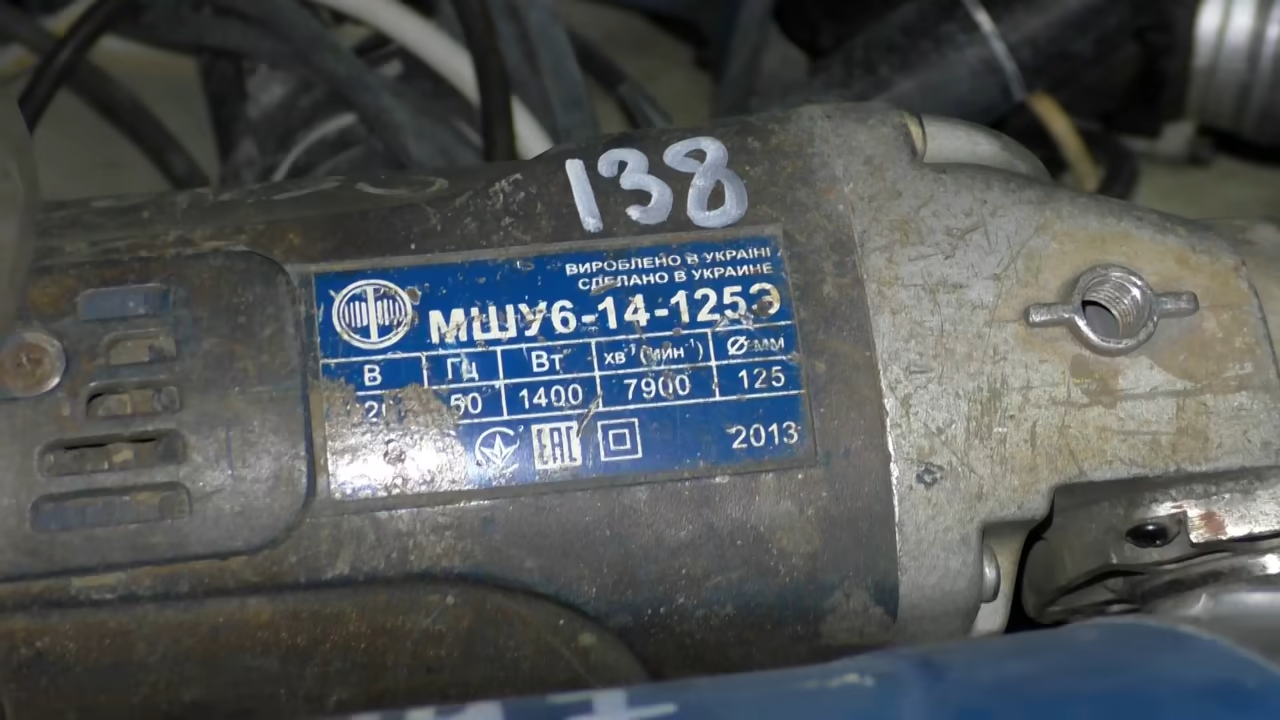 138
ВИРОБЛЕНО В УКРАЇНІ
СДЕЛАНО В УКРАИНЕ
МШУ6-14-125Э
В Гц Вт хв⁻¹ (мин⁻¹) Ø мм
50 1400 7900 125
EAC 2013